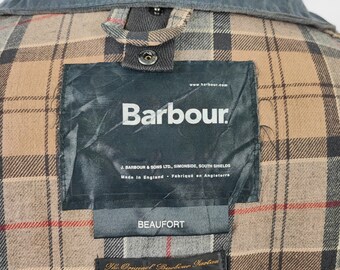 www.barbour.com
Barbour.
J. BARBOUR & SONS LTD., SIMONSIDE, SOUTH SHIELDS
Made in England - Fabriqué en Angleterre
BEAUFORT